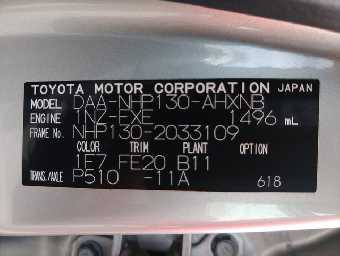 TOYOTA MOTOR CORPORATION JAPAN
MODEL DAA-NHP130-AHXNB
ENGINE 1NZ-FXE 1496 mL
FRAME NO. NHP130-2033109
COLOR TRIM PLANT OPTION
1E7 FE20 B11
TRANS./AXLE P510 -11A 618